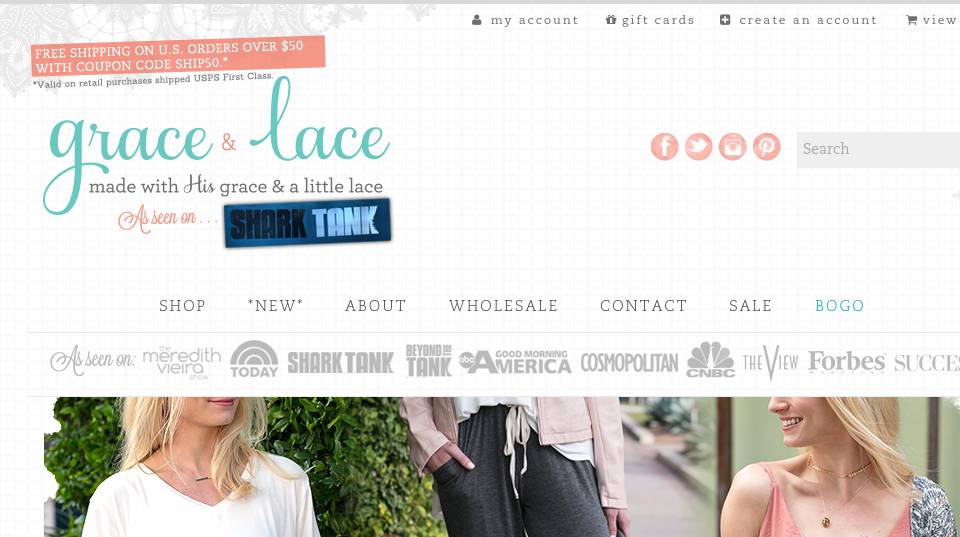 my account
gift cards
create an account
view
FREE SHIPPING ON U.S. ORDERS OVER $50
WITH COUPON CODE SHIP50.*
*Valid on retail purchases shipped USPS First Class.
grace & lace
made with His grace & a little lace
As seen on . . . SHARK TANK
Search
SHOP
*NEW*
ABOUT
WHOLESALE
CONTACT
SALE
BOGO
As seen on:
the meredith vieira show
TODAY
SHARK TANK
BEYOND THE TANK
abc GOOD MORNING AMERICA
COSMOPOLITAN
CNBC
THE VIEW
Forbes
SUCCES